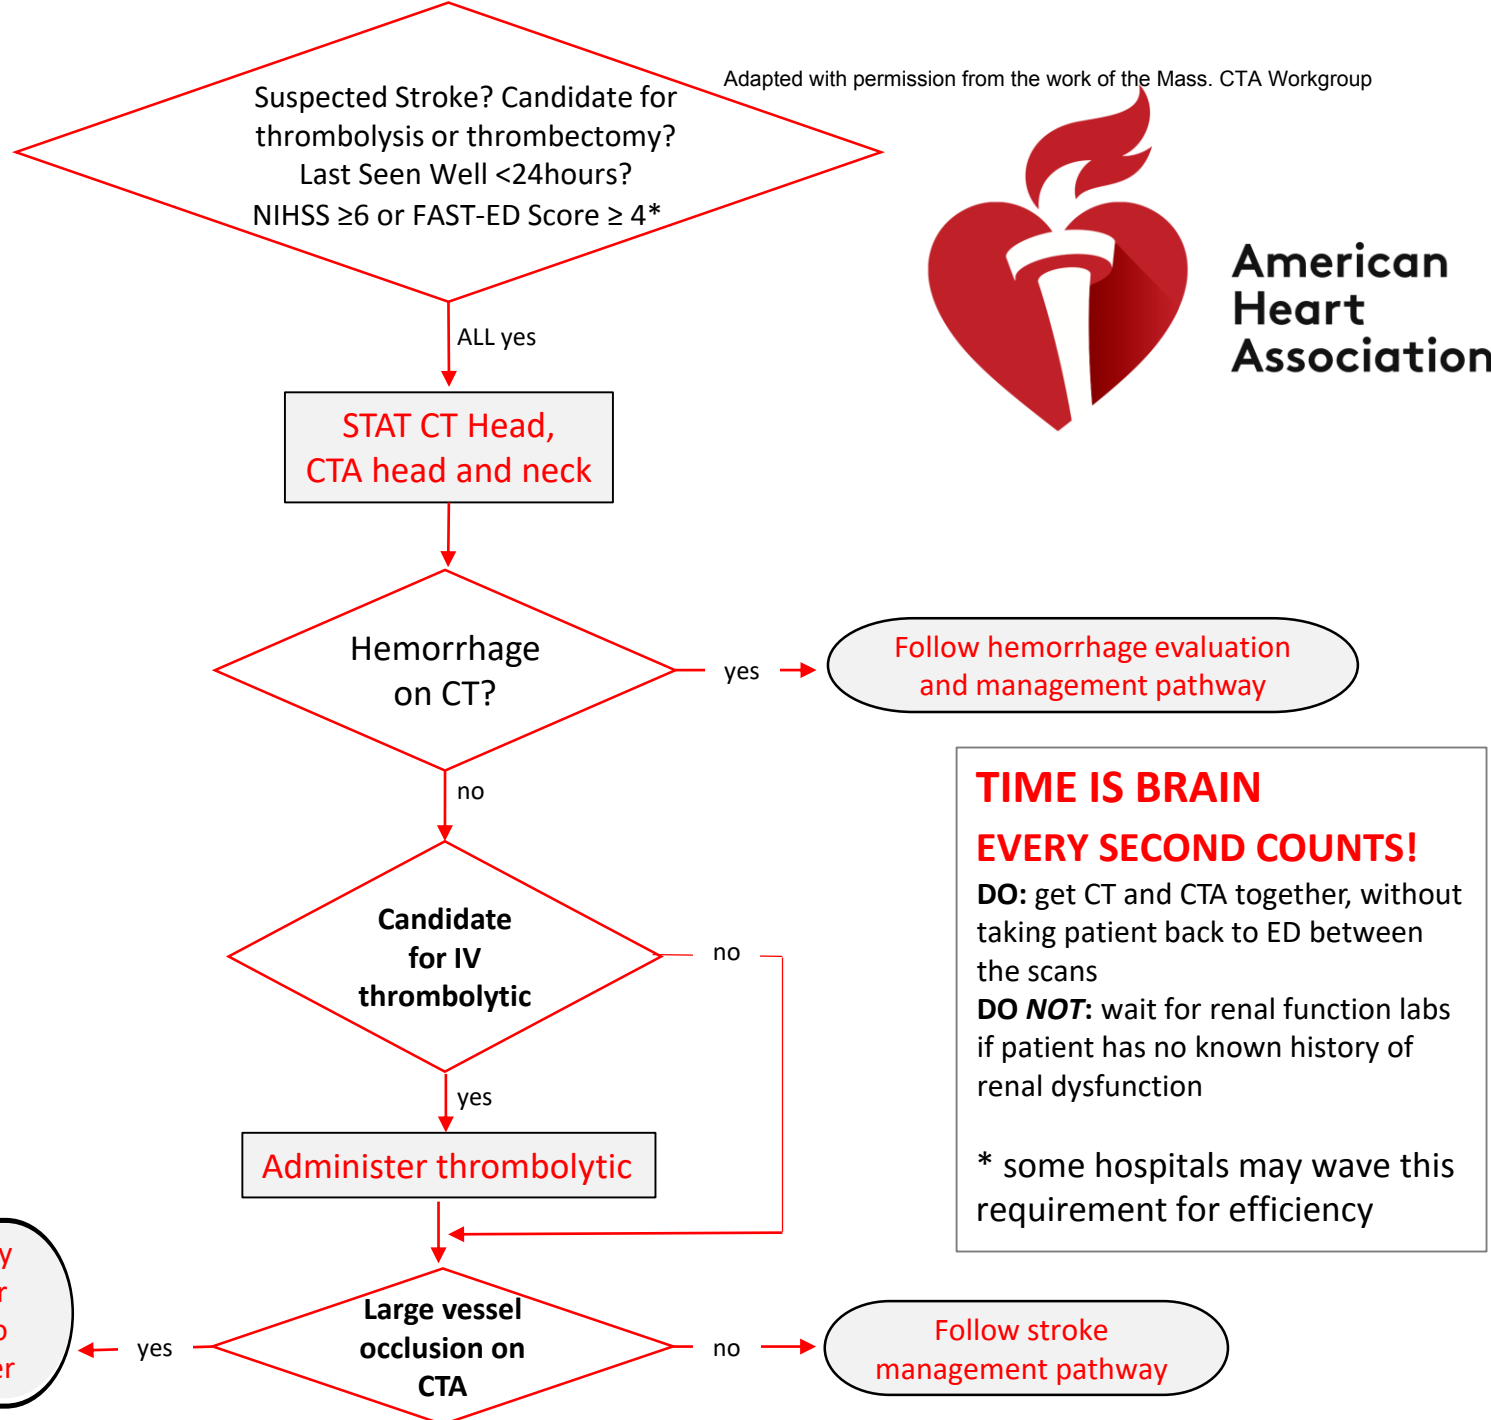 Adapted with permission from the work of the Mass. CTA Workgroup
Suspected Stroke? Candidate for
thrombolysis or thrombectomy?
Last Seen Well <24hours?
NIHSS ≥6 or FAST-ED Score ≥ 4*
American
Heart
Association
ALL yes
STAT CT Head,
CTA head and neck
Hemorrhage
on CT?
yes
Follow hemorrhage evaluation
and management pathway
no
TIME IS BRAIN
EVERY SECOND COUNTS!
DO: get CT and CTA together, without
taking patient back to ED between
the scans
DO NOT: wait for renal function labs
if patient has no known history of
renal dysfunction
* some hospitals may wave this
requirement for efficiency
Candidate
for IV
thrombolytic
no
yes
Administer thrombolytic
Large vessel
occlusion on
CTA
yes
no
Follow stroke
management pathway